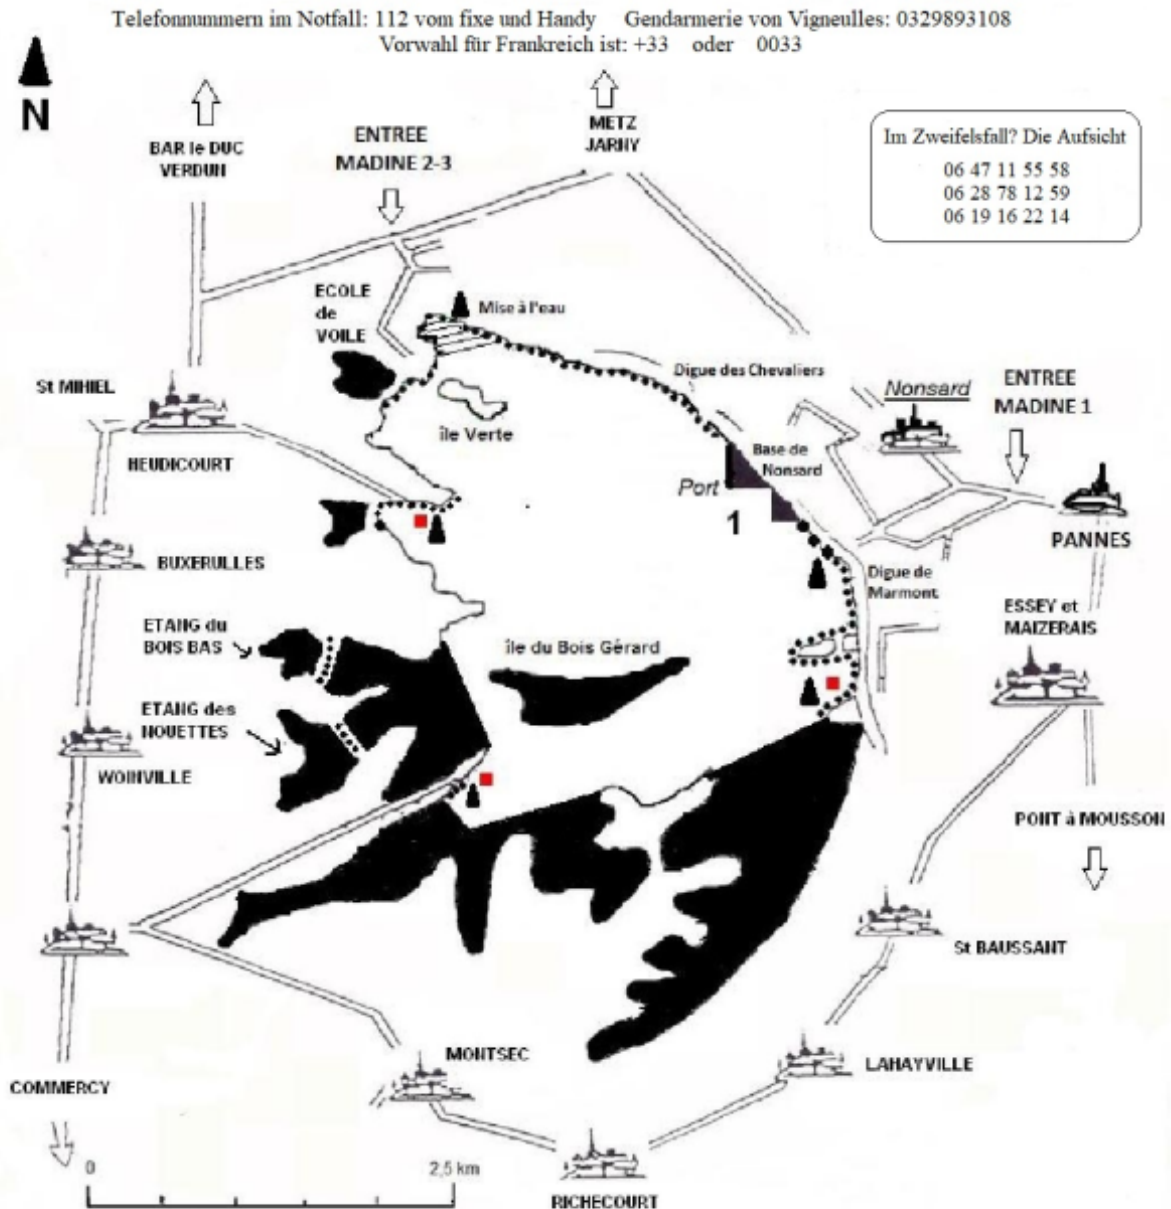 Telefonnummern im Notfall: 112 vom fixe und Handy Gendarmerie von Vigneulles: 0329893108
Vorwahl für Frankreich ist: +33 oder 0033
N
BAR le DUC
VERDUN
ENTREE
MADINE 2-3
METZ
JARNY
Im Zweifelsfall? Die Aufsicht
06 47 11 55 58
06 28 78 12 59
06 19 16 22 14
ECOLE
de
VOILE
Mise à l'eau
St MIHIEL
Digue des Chevaliers
Nonsard
ENTREE
MADINE 1
île Verte
HEUDICOURT
Base de
Nonsard
Port
1
PANNES
BUXERULLES
Digue de
Marmont
ESSEY et
MAIZERAIS
ETANG du
BOIS BAS
île du Bois Gérard
ETANG des
NOUETTES
WOINVILLE
PONT à MOUSSON
St BAUSSANT
MONTSEC
LAHAYVILLE
COMMERCY
0
2,5 km
RICHECOURT